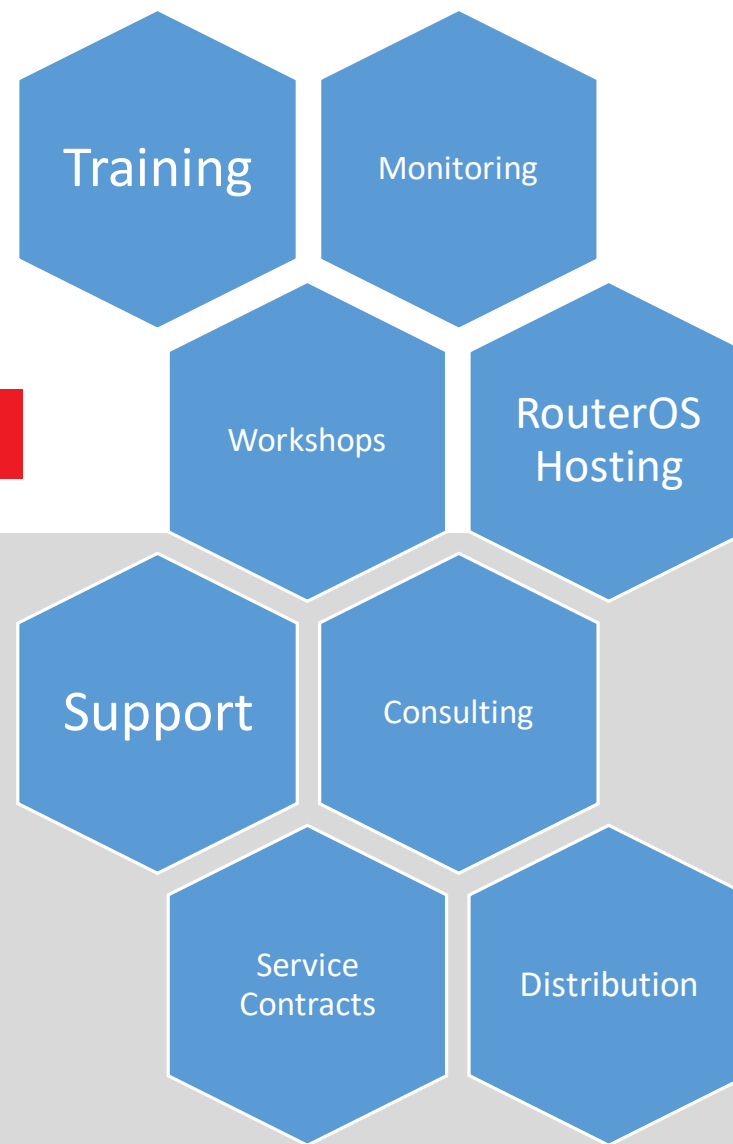 Training
Monitoring
Workshops
RouterOS
Hosting
Support
Consulting
Service
Contracts
Distribution